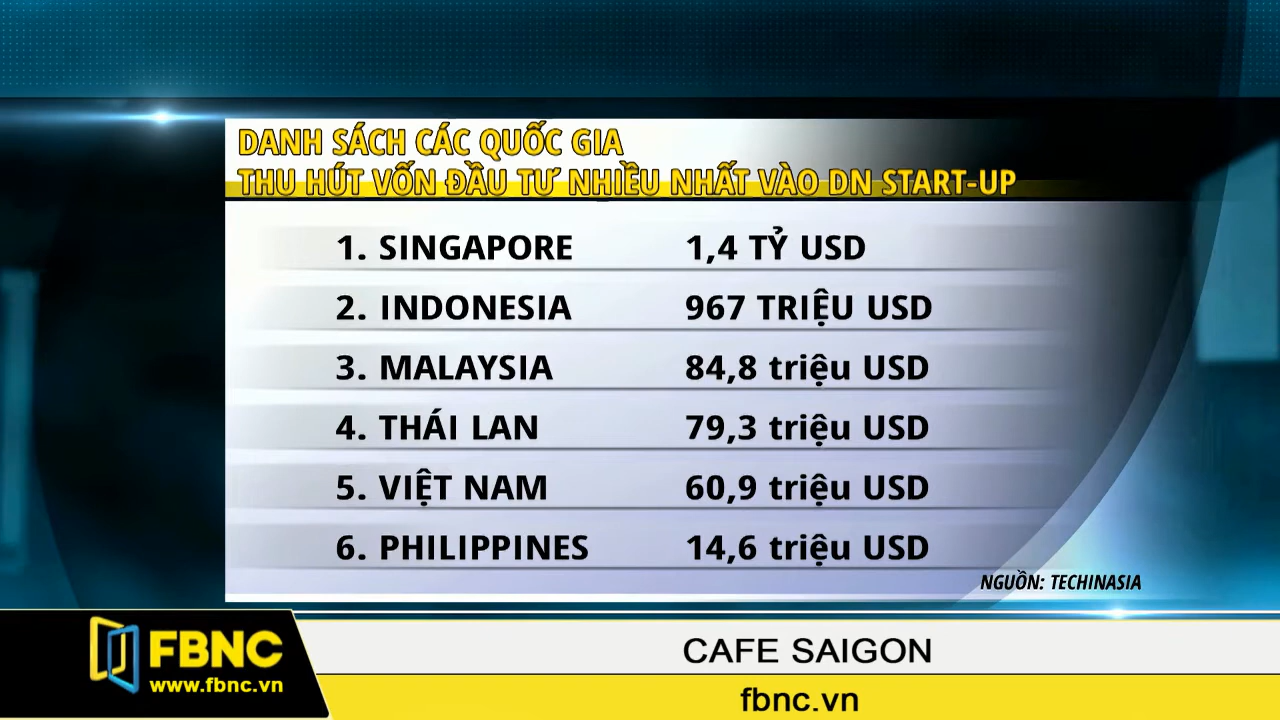 DANH SÁCH CÁC QUỐC GIA
THU HÚT VỐN ĐẦU TƯ NHIỀU NHẤT VÀO DN START-UP
1. SINGAPORE 1,4 TỶ USD
2. INDONESIA 967 TRIỆU USD
3. MALAYSIA 84,8 triệu USD
4. THÁI LAN 79,3 triệu USD
5. VIỆT NAM 60,9 triệu USD
6. PHILIPPINES 14,6 triệu USD
NGUỒN: TECHINASIA
FBNC
www.fbnc.vn
CAFE SAIGON
fbnc.vn